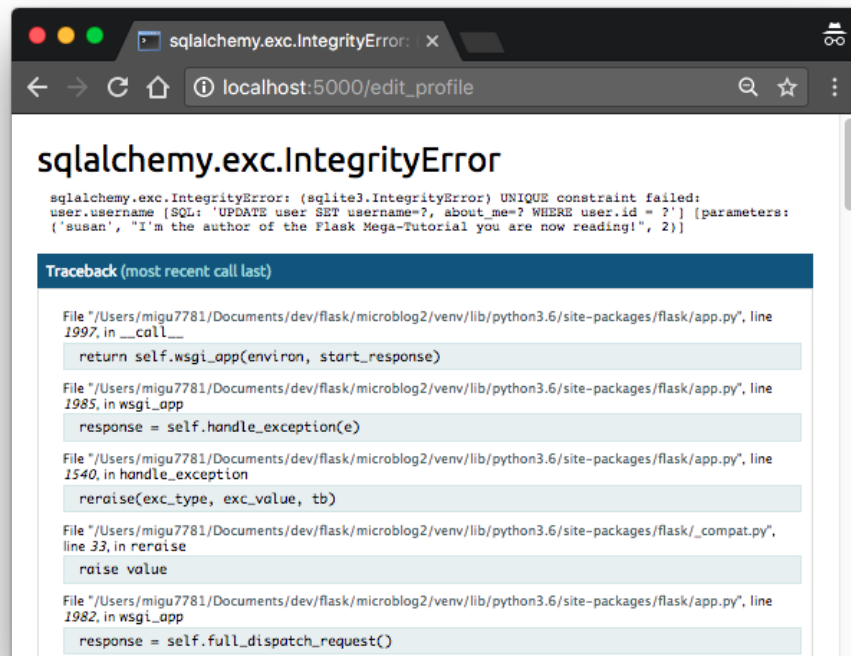 sqlalchemy.exc.IntegrityError:
localhost:5000/edit_profile
sqlalchemy.exc.IntegrityError
sqlalchemy.exc.IntegrityError: (sqlite3.IntegrityError) UNIQUE constraint failed:
user.username [SQL: 'UPDATE user SET username=?, about_me=? WHERE user.id = ?'] [parameters:
('susan', "I'm the author of the Flask Mega-Tutorial you are now reading!", 2)]
Traceback (most recent call last)
File "/Users/migu7781/Documents/dev/flask/microblog2/venv/lib/python3.6/site-packages/flask/app.py", line
1997, in __call__
return self.wsgi_app(environ, start_response)
File "/Users/migu7781/Documents/dev/flask/microblog2/venv/lib/python3.6/site-packages/flask/app.py", line
1985, in wsgi_app
response = self.handle_exception(e)
File "/Users/migu7781/Documents/dev/flask/microblog2/venv/lib/python3.6/site-packages/flask/app.py", line
1540, in handle_exception
reraise(exc_type, exc_value, tb)
File "/Users/migu7781/Documents/dev/flask/microblog2/venv/lib/python3.6/site-packages/flask/_compat.py",
line 33, in reraise
raise value
File "/Users/migu7781/Documents/dev/flask/microblog2/venv/lib/python3.6/site-packages/flask/app.py", line
1982, in wsgi_app
response = self.full_dispatch_request()